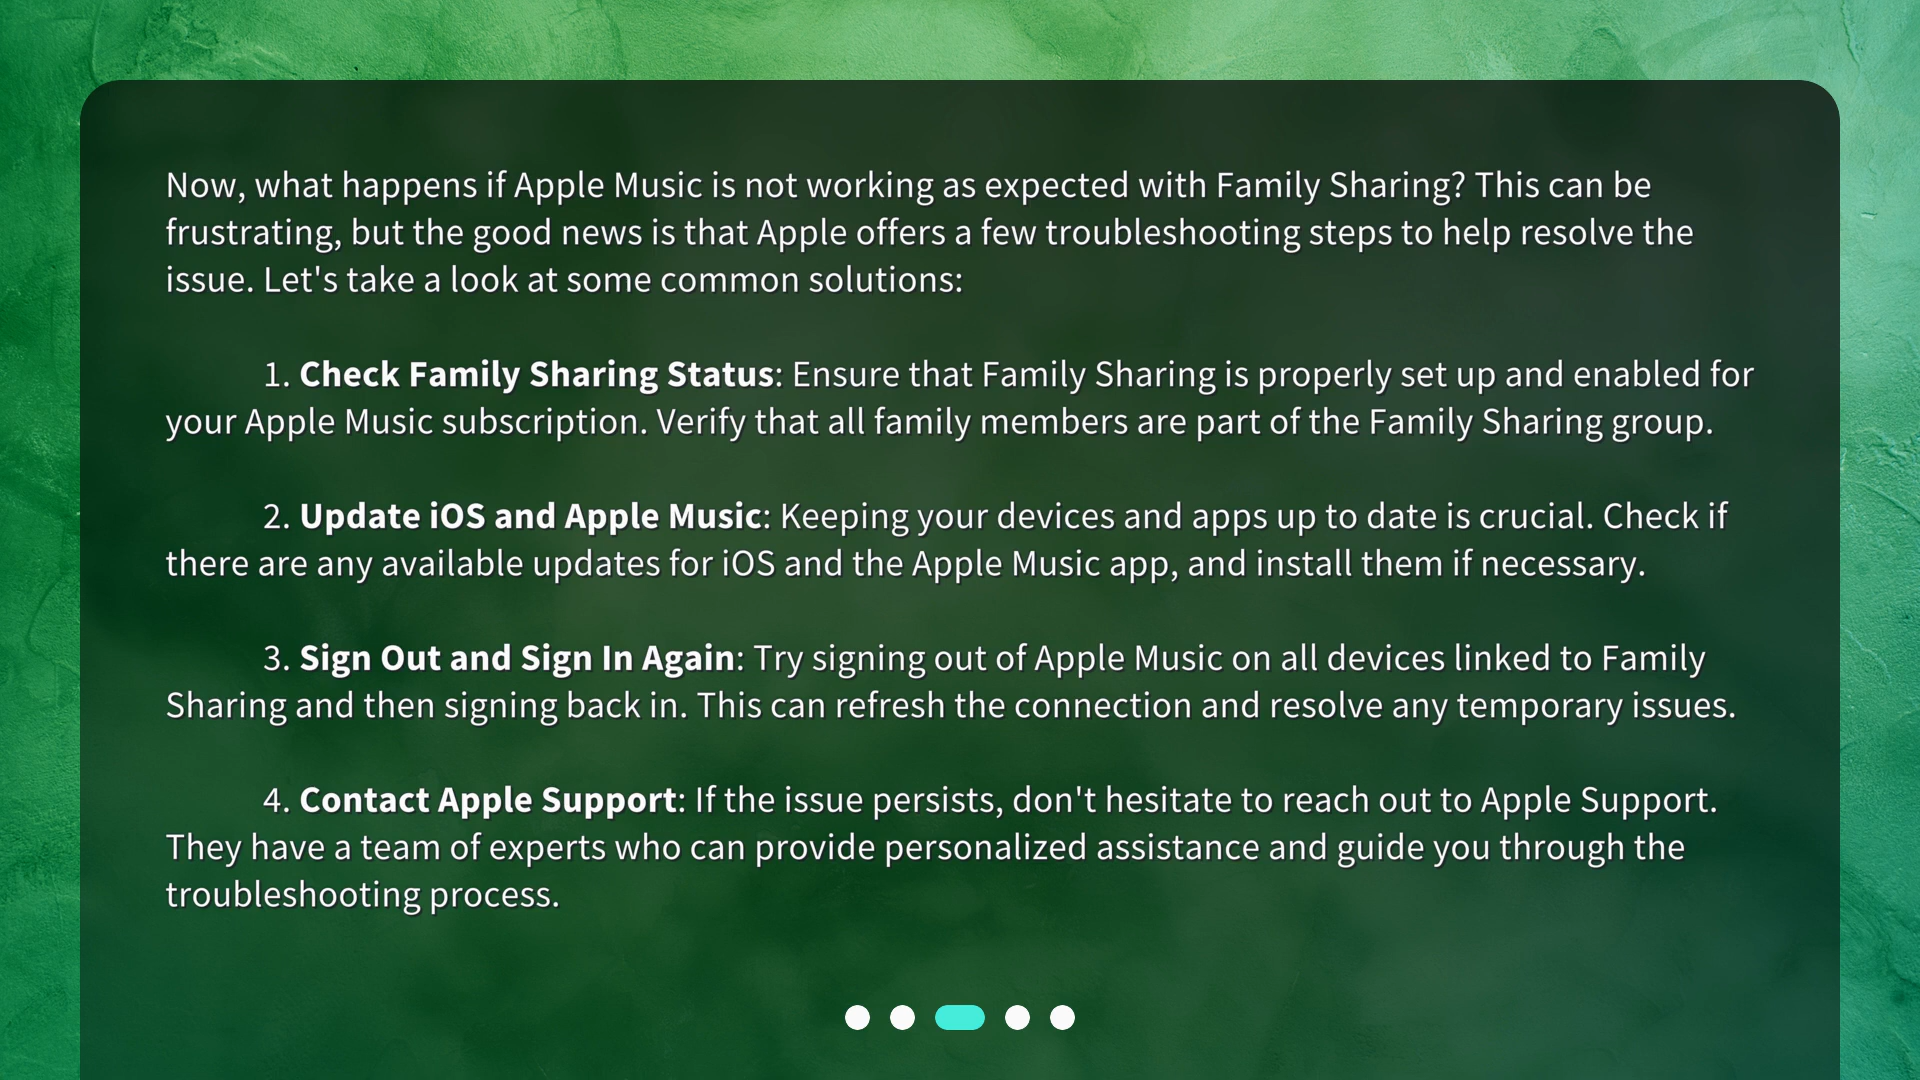 Now, what happens if Apple Music is not working as expected with Family Sharing? This can be
frustrating, but the good news is that Apple offers a few troubleshooting steps to help resolve the
issue. Let's take a look at some common solutions:
1. Check Family Sharing Status: Ensure that Family Sharing is properly set up and enabled for
your Apple Music subscription. Verify that all family members are part of the Family Sharing group.
2. Update iOS and Apple Music: Keeping your devices and apps up to date is crucial. Check if
there are any available updates for iOS and the Apple Music app, and install them if necessary.
3. Sign Out and Sign In Again: Try signing out of Apple Music on all devices linked to Family
Sharing and then signing back in. This can refresh the connection and resolve any temporary issues.
4. Contact Apple Support: If the issue persists, don't hesitate to reach out to Apple Support.
They have a team of experts who can provide personalized assistance and guide you through the
troubleshooting process.